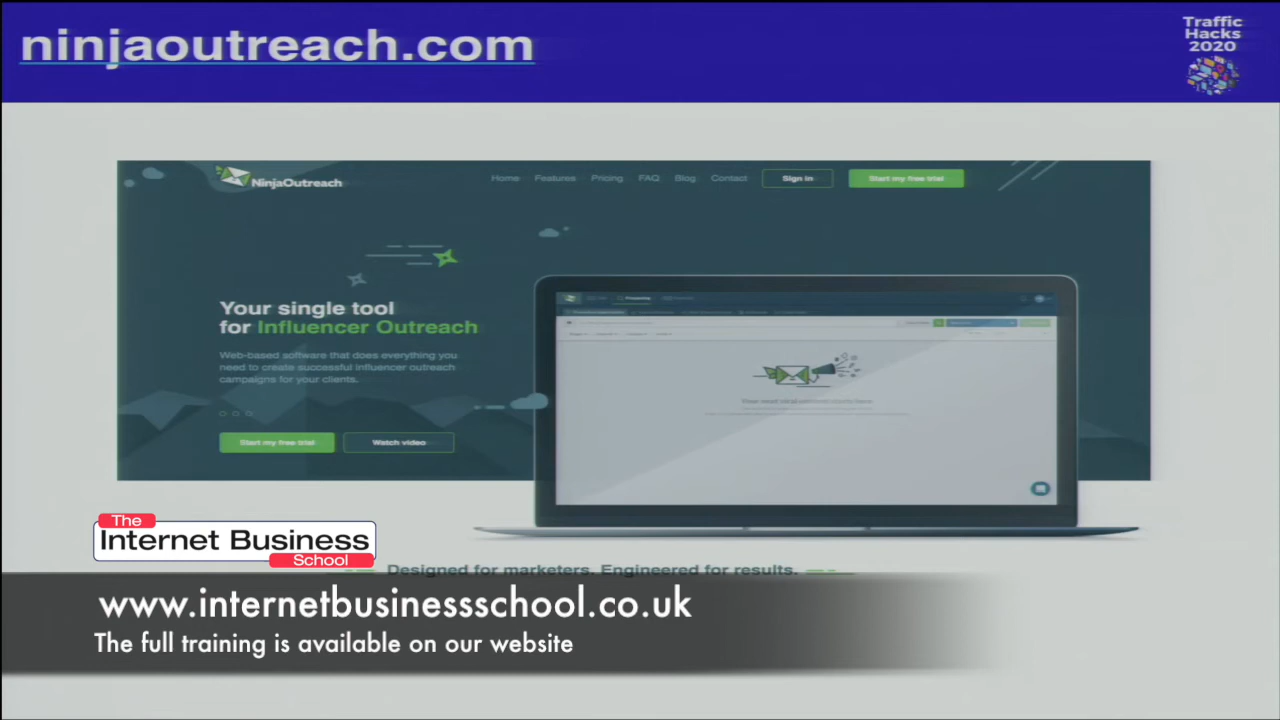 ninjaoutreach.com
Traffic
Hacks
2020
NinjaOutreach
Home Features Pricing FAQ Blog Contact Sign in Start my free trial
Your single tool
for Influencer Outreach
Web-based software that does everything you
need to create successful influencer outreach
campaigns for your clients.
Start my free trial Watch video
The
Internet Business
School
Designed for marketers. Engineered for results.
www.internetbusinessschool.co.uk
The full training is available on our website